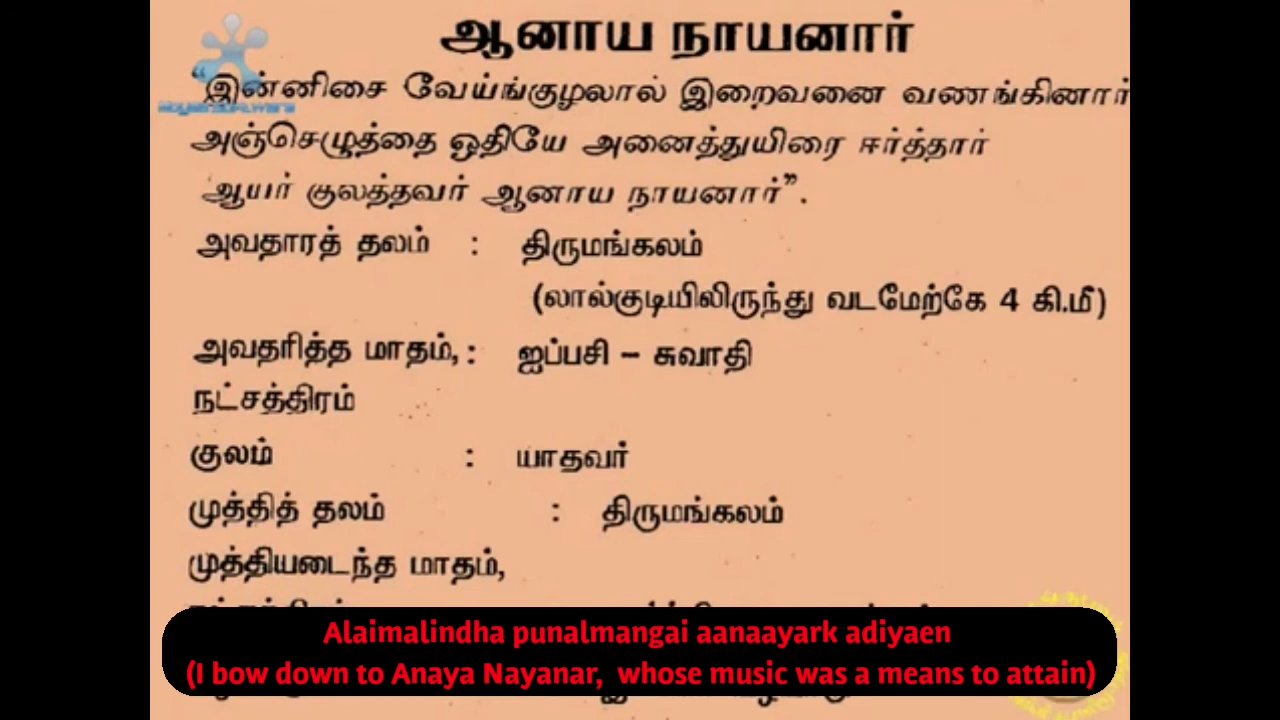 ஆனாய நாயனார்
“இன்னிசை வேய்ங்குழலால் இறைவனை வணங்கினார்
அஞ்செழுத்தை ஓதியே அனைத்துயிரை ஈர்த்தார்
ஆயர் குலத்தவர் ஆனாய நாயனார்”.
அவதாரத் தலம் : திருமங்கலம்
(லால்குடியிலிருந்து வடமேற்கே 4 கி.மீ)
அவதரித்த மாதம், : ஐப்பசி – சுவாதி
நட்சத்திரம்
குலம் : யாதவர்
முத்தித் தலம் : திருமங்கலம்
முத்தியடைந்த மாதம்,
Alaimalindha punalmangai aanaayark adiyaen
(I bow down to Anaya Nayanar, whose music was a means to attain)